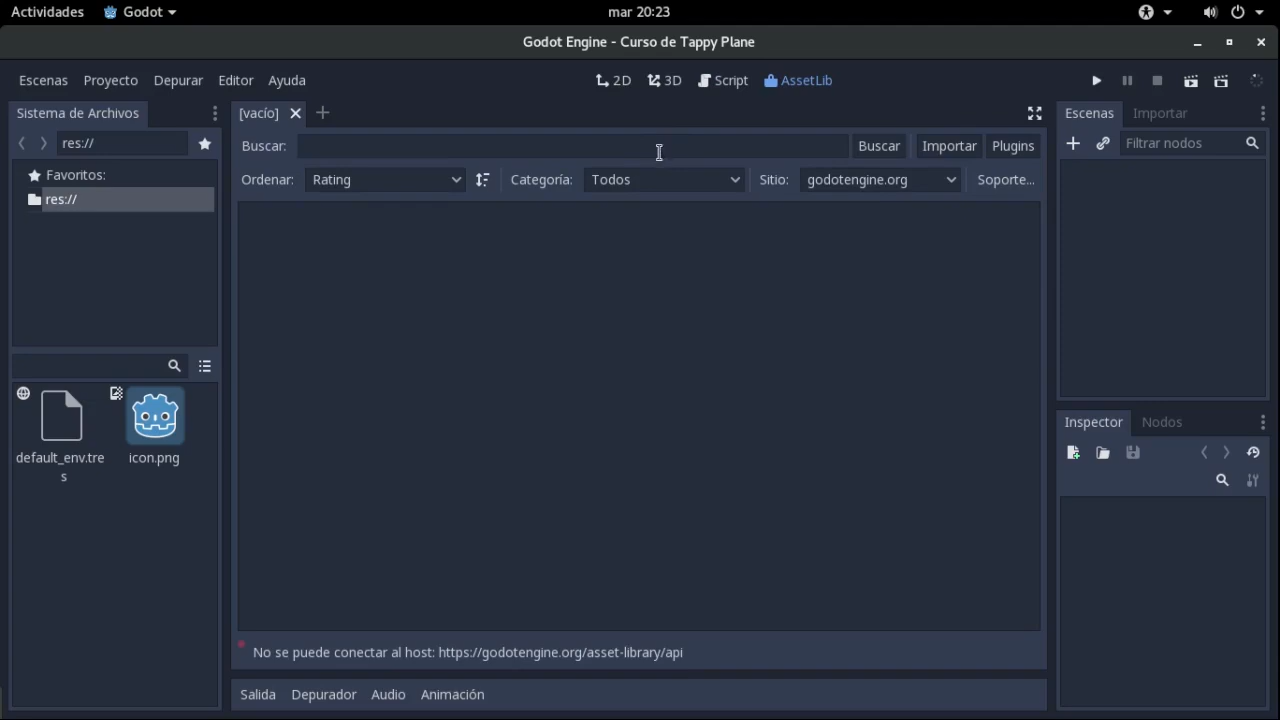 Actividades Godot mar 20:23
Godot Engine - Curso de Tappy Plane
Escenas Proyecto Depurar Editor Ayuda 2D 3D Script AssetLib
Sistema de Archivos [vacío] Escenas Importar
res:// Buscar: Buscar Importar Plugins Filtrar nodos
Favoritos: Ordenar: Rating Categoría: Todos Sitio: godotengine.org Soporte...
res://
Inspector Nodos
default_env.tre
s
icon.png
No se puede conectar al host: https://godotengine.org/asset-library/api
Salida Depurador Audio Animación